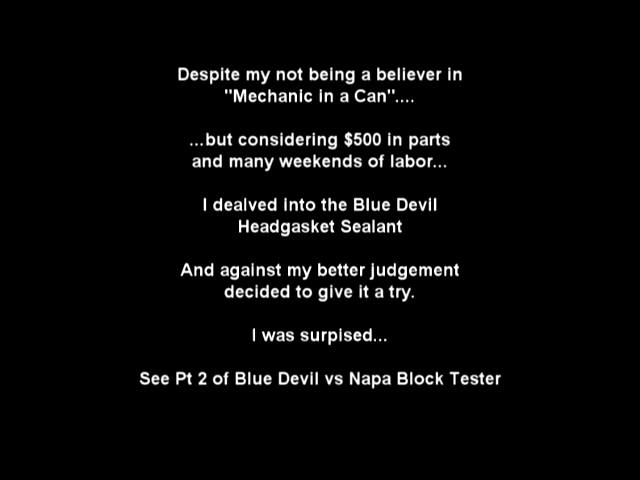 Despite my not being a believer in
"Mechanic in a Can"....
...but considering $500 in parts
and many weekends of labor...
I dealved into the Blue Devil
Headgasket Sealant
And against my better judgement
decided to give it a try.
I was surpised...
See Pt 2 of Blue Devil vs Napa Block Tester